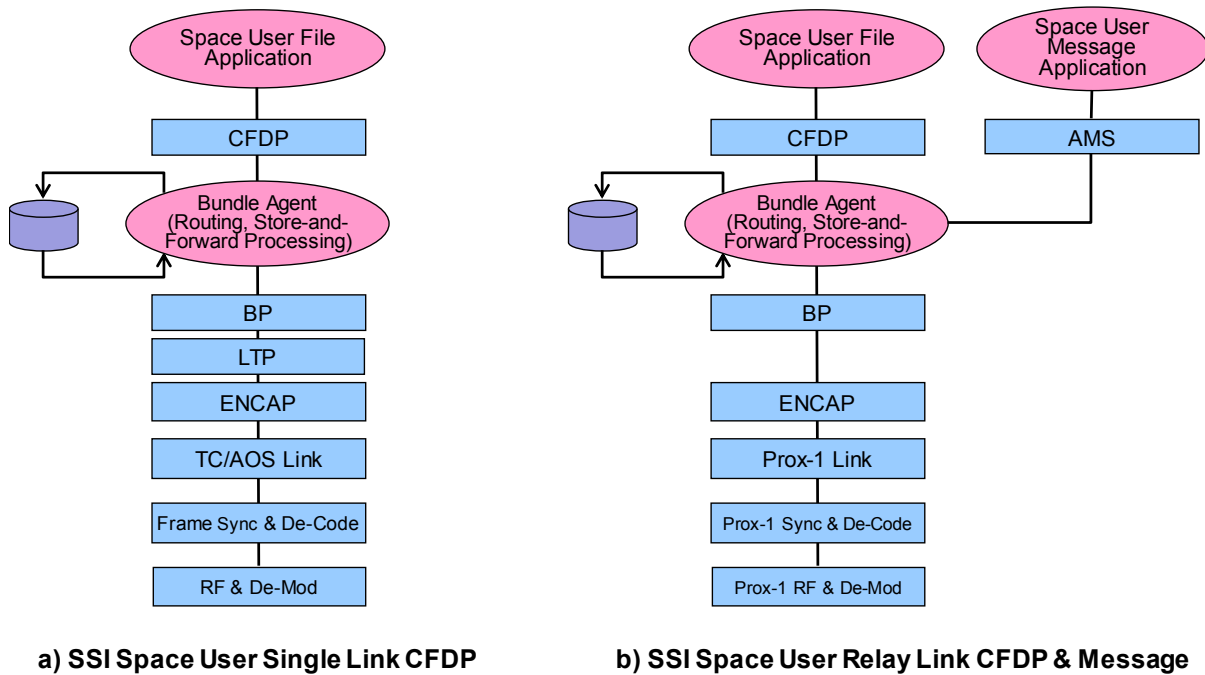 Space User File
Application
CFDP
Bundle Agent
(Routing, Store-and-
Forward Processing)
BP
LTP
ENCAP
TC/AOS Link
Frame Sync & De-Code
RF & De-Mod
a) SSI Space User Single Link CFDP
Space User File
Application
Space User
Message
Application
CFDP
AMS
Bundle Agent
(Routing, Store-and-
Forward Processing)
BP
ENCAP
Prox-1 Link
Prox-1 Sync & De-Code
Prox-1 RF & De-Mod
b) SSI Space User Relay Link CFDP & Message